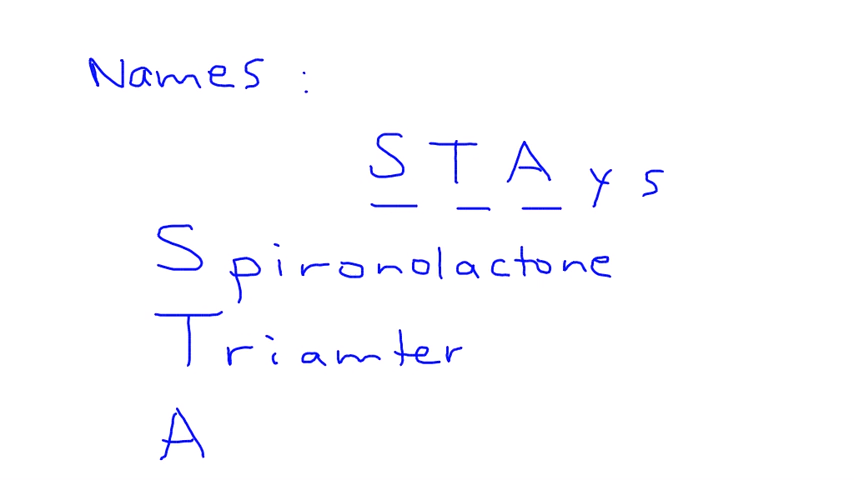 Names :
STAys
Spironolactone
Triamter
A